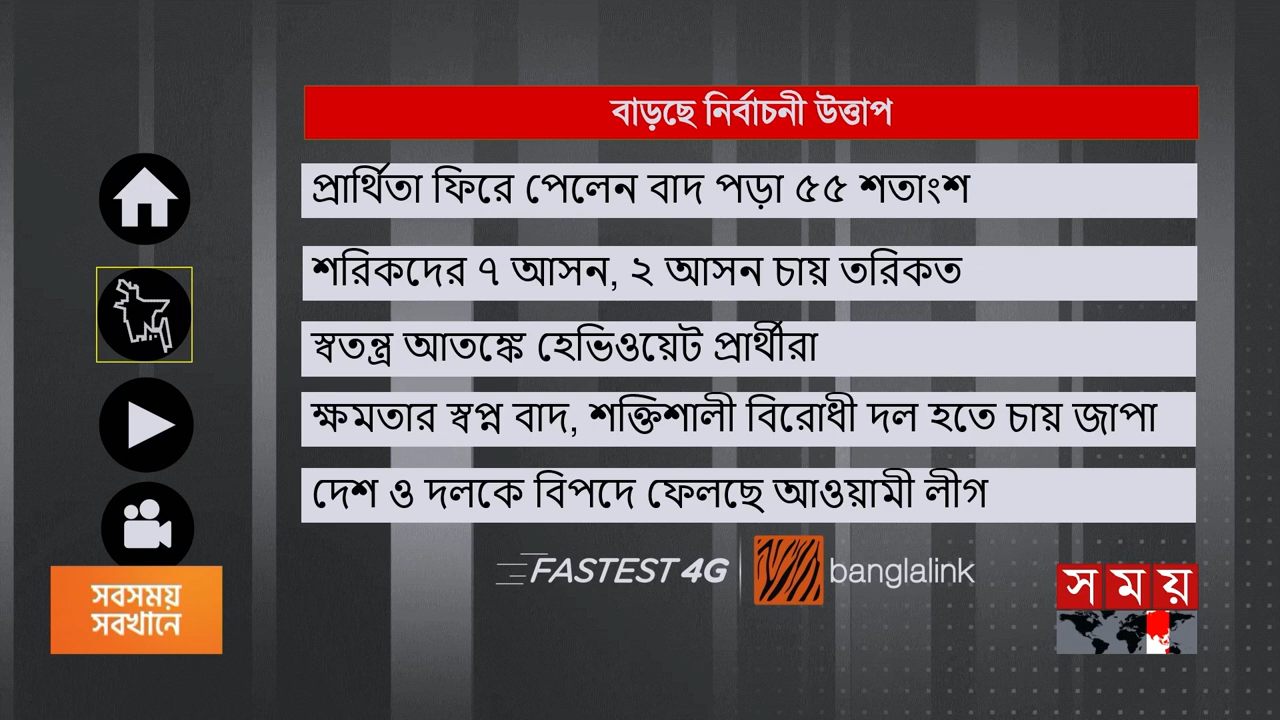 বাড়ছে নির্বাচনী উত্তাপ
প্রার্থিতা ফিরে পেলেন বাদ পড়া ৫৫ শতাংশ
শরিকদের ৭ আসন, ২ আসন চায় তরিকত
স্বতন্ত্র আতঙ্কে হেভিওয়েট প্রার্থীরা
ক্ষমতার স্বপ্ন বাদ, শক্তিশালী বিরোধী দল হতে চায় জাপা
দেশ ও দলকে বিপদে ফেলছে আওয়ামী লীগ
FASTEST 4G banglalink
সবসময়
সবখানে
সময়